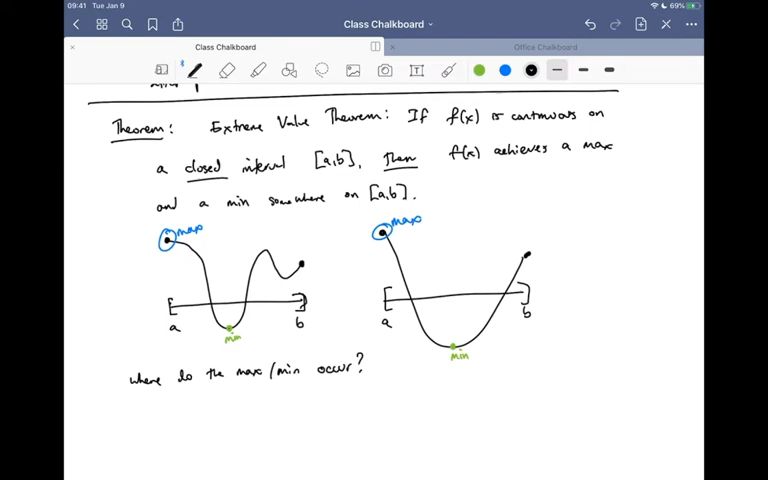 09:41 Tue Jan 9
69%
Class Chalkboard
Class Chalkboard
Office Chalkboard
Theorem: Extreme Value Theorem: If f(x) is continuous on
a closed interval [a,b], Then f(x) achieves a max
and a min somewhere on [a,b].
max
max
a
b
a
b
min
min
where do the max/min occur?